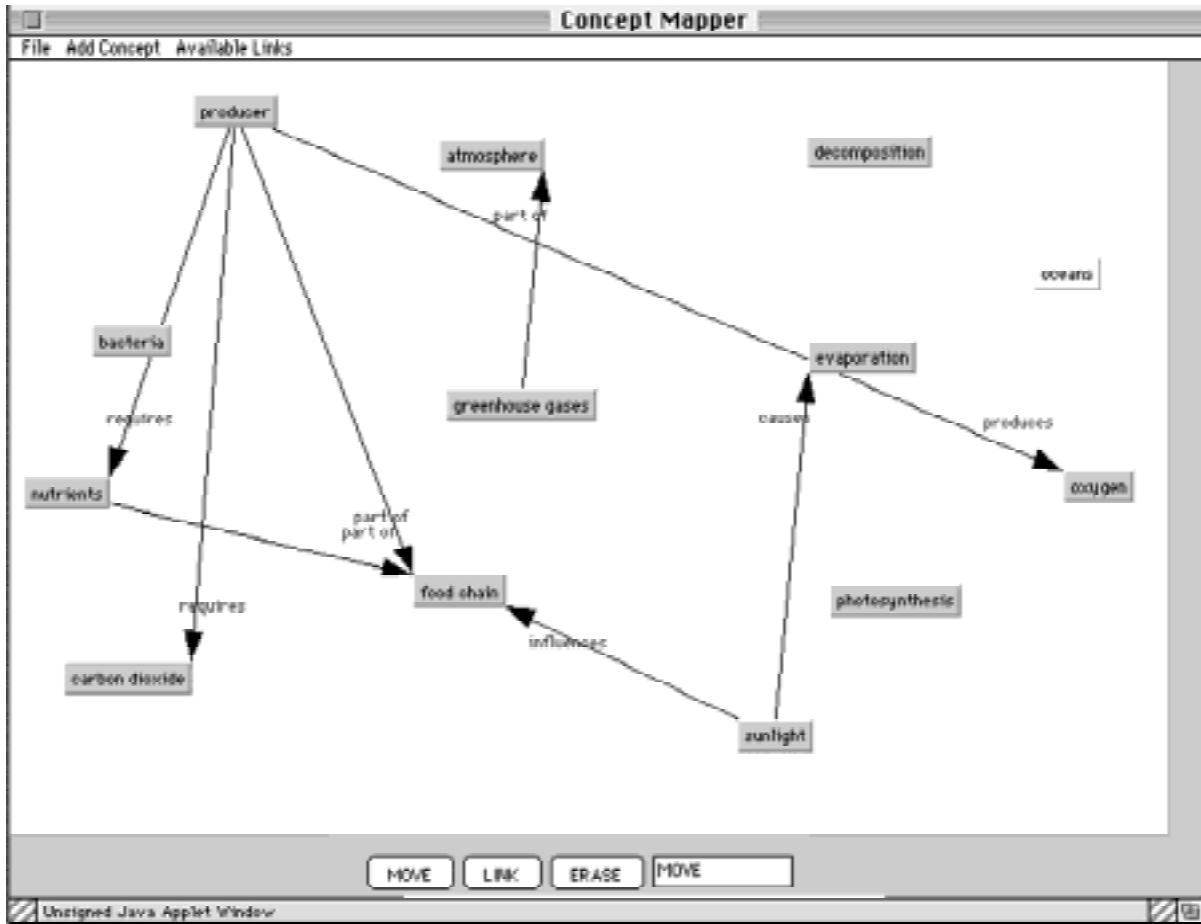 Concept Mapper
File Add Concept Available Links
producer
atmosphere
decomposition
part of
oceans
bacteria
evaporation
greenhouse gases
requires
causes
produces
nutrients
oxygen
part of
part of
food chain
photosynthesis
requires
influences
carbon dioxide
sunlight
MOVE LINK ERASE MOVE
Unsigned Java Applet Window